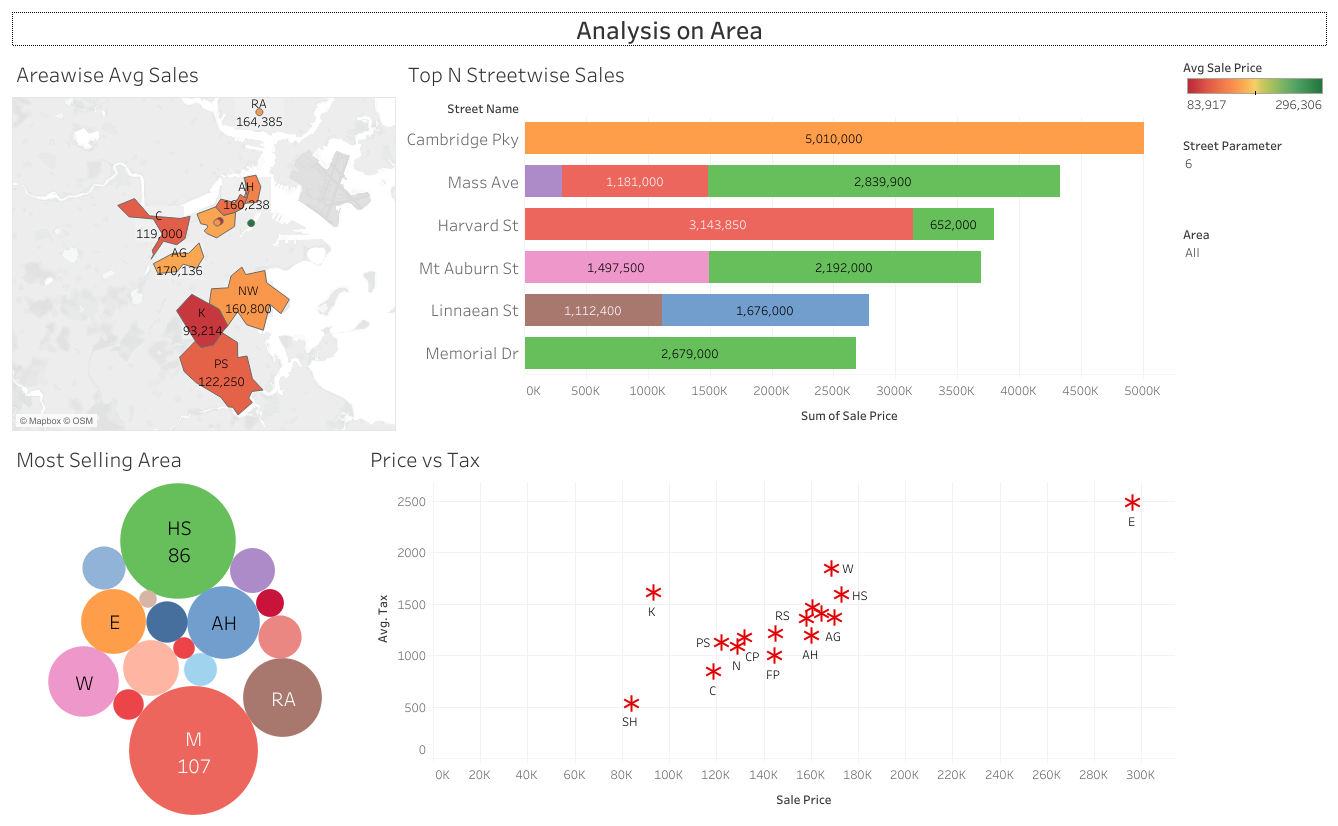 Analysis on Area
Areawise Avg Sales
RA
164,385
AH
160,238
C
119,000
AG
170,136
NW
160,800
K
93,214
PS
122,250
© Mapbox © OSM
Top N Streetwise Sales
Street Name
Cambridge Pky
5,010,000
Mass Ave
1,181,000
2,839,900
Harvard St
3,143,850
652,000
Mt Auburn St
1,497,500
2,192,000
Linnaean St
1,112,400
1,676,000
Memorial Dr
2,679,000
0K 500K 1000K 1500K 2000K 2500K 3000K 3500K 4000K 4500K 5000K
Sum of Sale Price
Avg Sale Price
83,917 296,306
Street Parameter
6
Area
All
Most Selling Area
HS
86
E
AH
W
RA
M
107
Price vs Tax
Avg. Tax
2500
2000
1500
1000
500
0
E
W
K
HS
RS
AG
PS
CP
N
AH
FP
C
SH
0K 20K 40K 60K 80K 100K 120K 140K 160K 180K 200K 220K 240K 260K 280K 300K
Sale Price